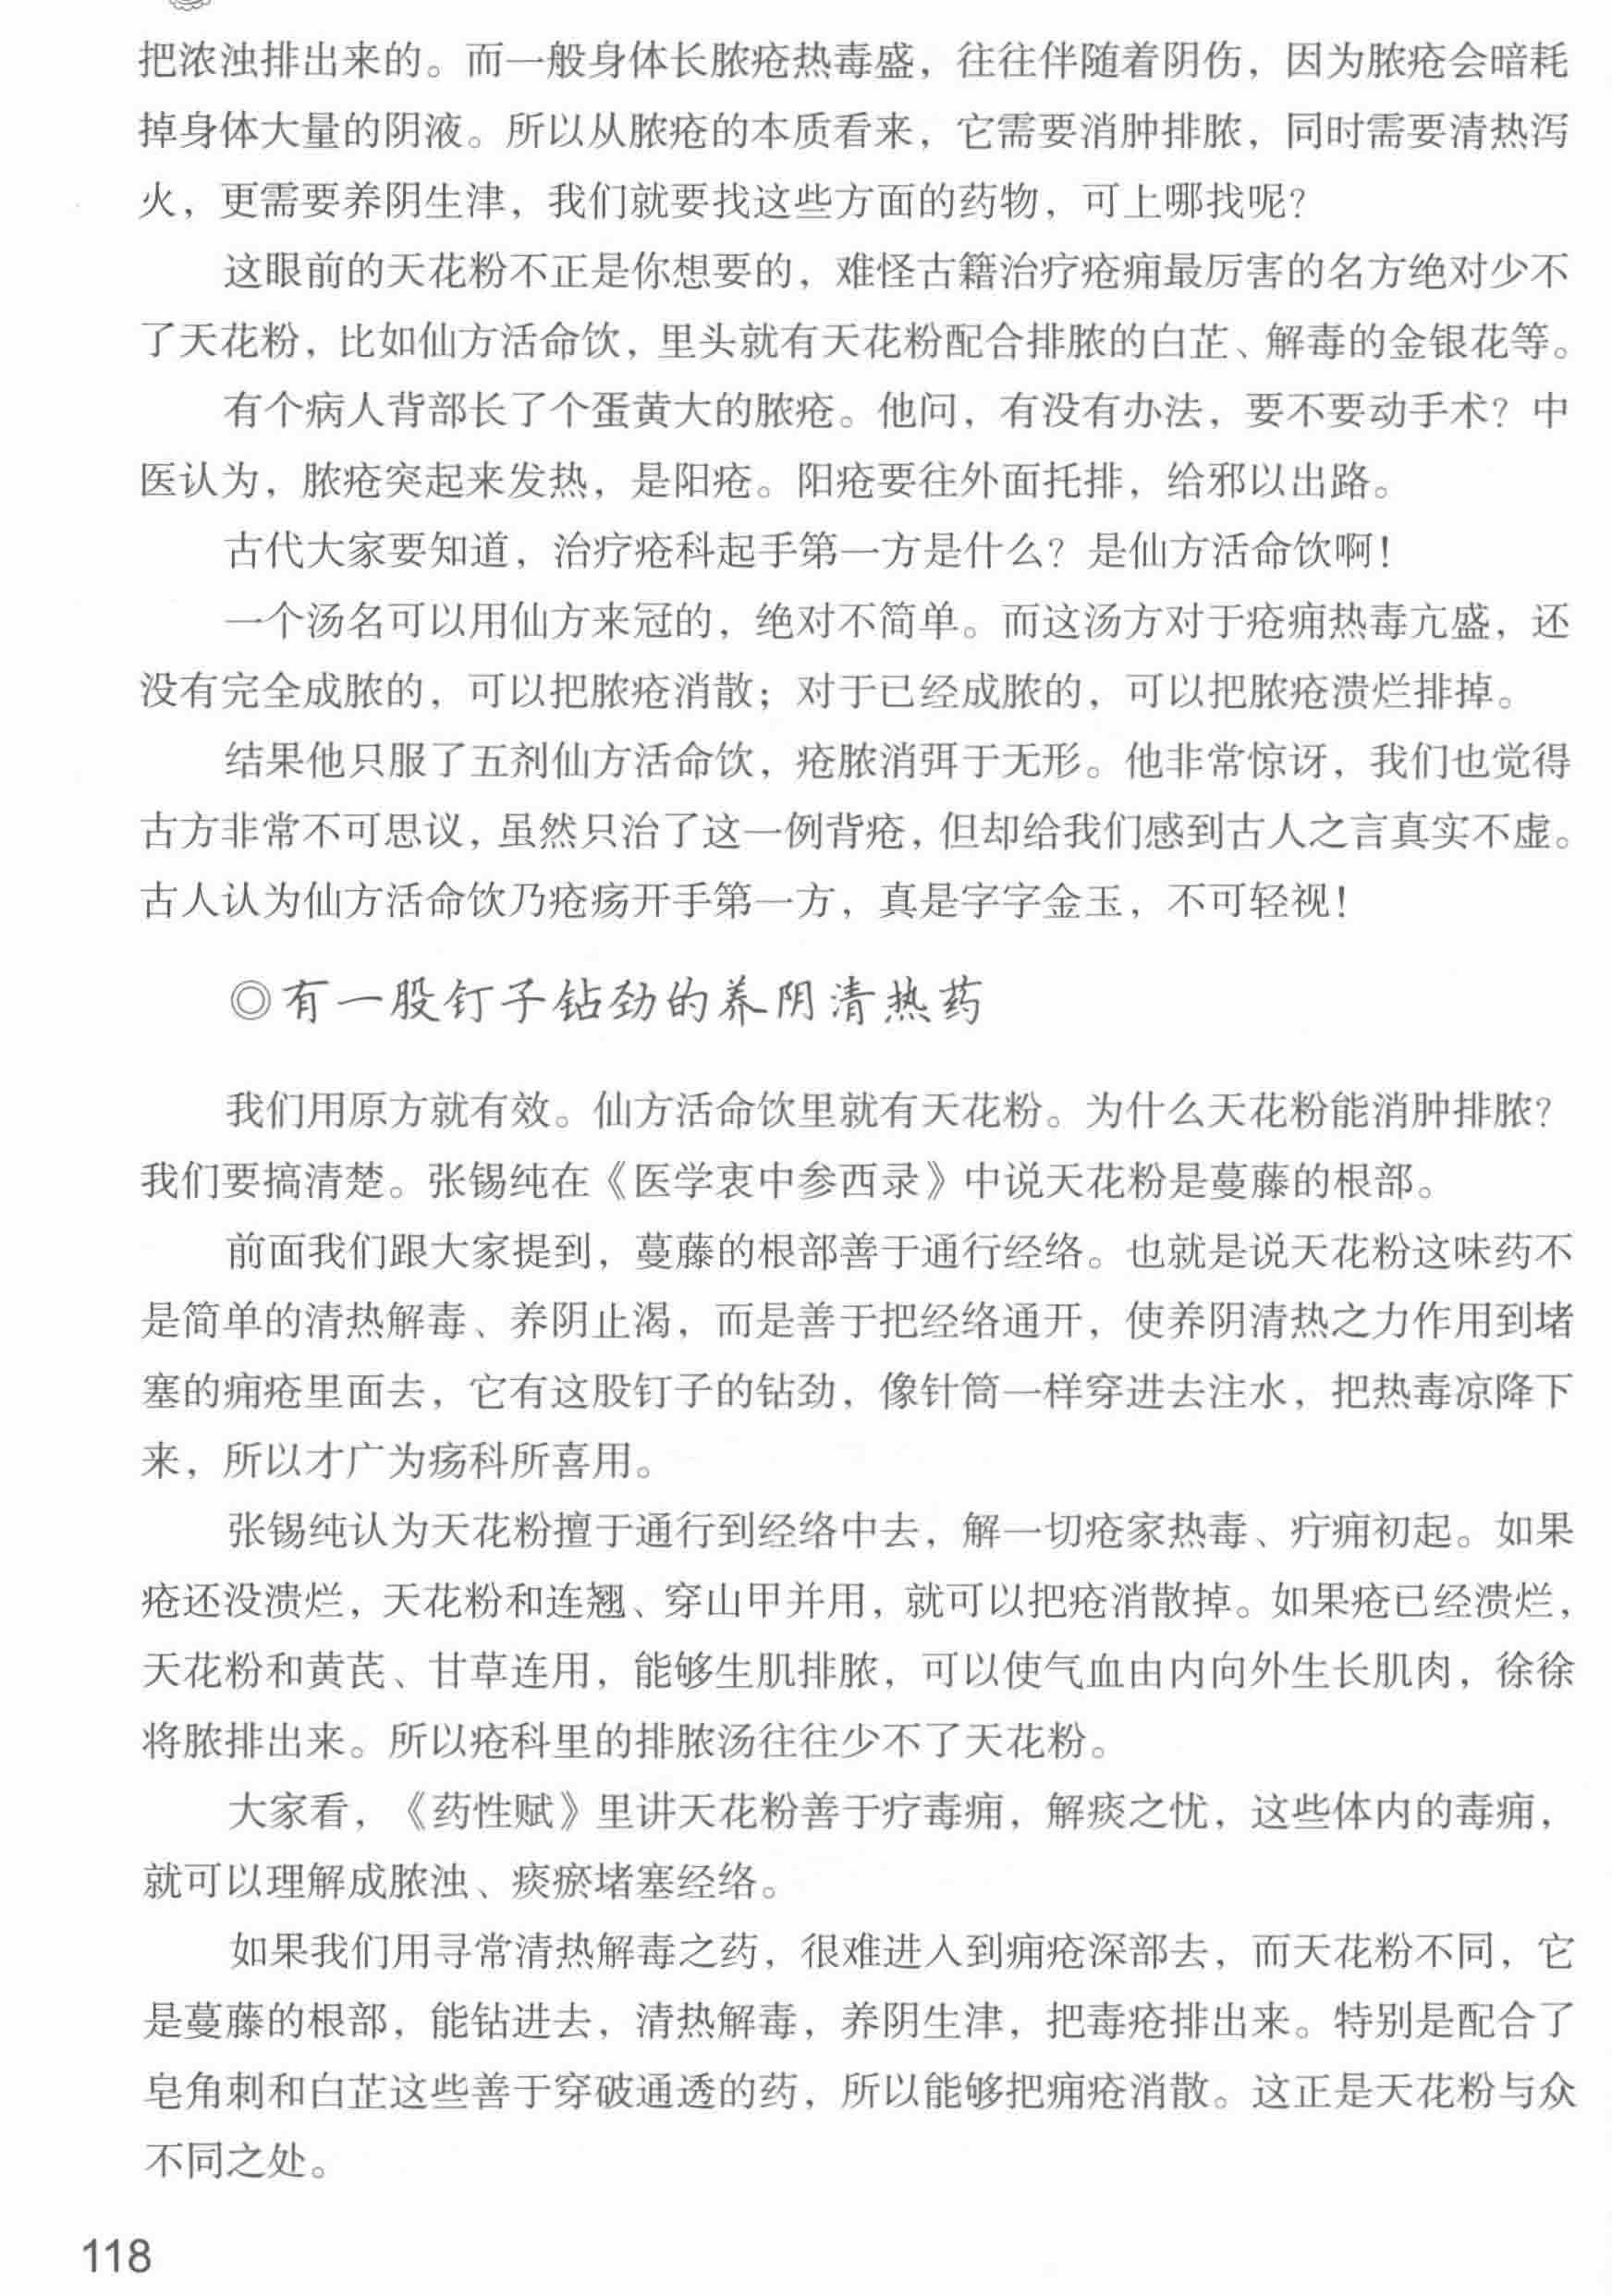 把浓浊排出来的。而一般身体长脓疮热毒盛，往往伴随着阴伤，因为脓疮会暗耗
掉身体大量的阴液。所以从脓疮的本质看来，它需要消肿排脓，同时需要清热泻
火，更需要养阴生津，我们就要找这些方面的药物，可上哪找呢？
这眼前的天花粉不正是你想要的，难怪古籍治疗疮痈最厉害的名方绝对少不
了天花粉，比如仙方活命饮，里头就有天花粉配合排脓的白芷、解毒的金银花等。
有个病人背部长了个蛋黄大的脓疮。他问，有没有办法，要不要动手术？中
医认为，脓疮突起来发热，是阳疮。阳疮要往外面托排，给邪以出路。
古代大家要知道，治疗疮科起手第一方是什么？是仙方活命饮啊！
一个汤名可以用仙方来冠的，绝对不简单。而这汤方对于疮痈热毒亢盛，还
没有完全成脓的，可以把脓疮消散；对于已经成脓的，可以把脓疮溃烂排掉。
结果他只服了五剂仙方活命饮，疮脓消弭于无形。他非常惊讶，我们也觉得
古方非常不可思议，虽然只治了这一例背疮，但却给我们感到古人之言真实不虚。
古人认为仙方活命饮乃疮疡开手第一方，真是字字金玉，不可轻视！
◎有一股钉子钻劲的养阴清热药
我们用原方就有效。仙方活命饮里就有天花粉。为什么天花粉能消肿排脓？
我们要搞清楚。张锡纯在《医学衷中参西录》中说天花粉是蔓藤的根部。
前面我们跟大家提到，蔓藤的根部善于通行经络。也就是说天花粉这味药不
是简单的清热解毒、养阴止渴，而是善于把经络通开，使养阴清热之力作用到堵
塞的痈疮里面去，它有这股钉子的钻劲，像针筒一样穿进去注水，把热毒凉降下
来，所以才广为疡科所喜用。
张锡纯认为天花粉擅于通行到经络中去，解一切疮家热毒、疔痈初起。如果
疮还没溃烂，天花粉和连翘、穿山甲并用，就可以把疮消散掉。如果疮已经溃烂，
天花粉和黄芪、甘草连用，能够生肌排脓，可以使气血由内向外生长肌肉，徐徐
将脓排出来。所以疮科里的排脓汤往往少不了天花粉。
大家看，《药性赋》里讲天花粉善于疗毒痈，解痰之忧，这些体内的毒痈，
就可以理解成脓浊、痰瘀堵塞经络。
如果我们用寻常清热解毒之药，很难进入到痈疮深部去，而天花粉不同，它
是蔓藤的根部，能钻进去，清热解毒，养阴生津，把毒疮排出来。特别是配合了
皂角刺和白芷这些善于穿破通透的药，所以能够把痈疮消散。这正是天花粉与众
不同之处。
118